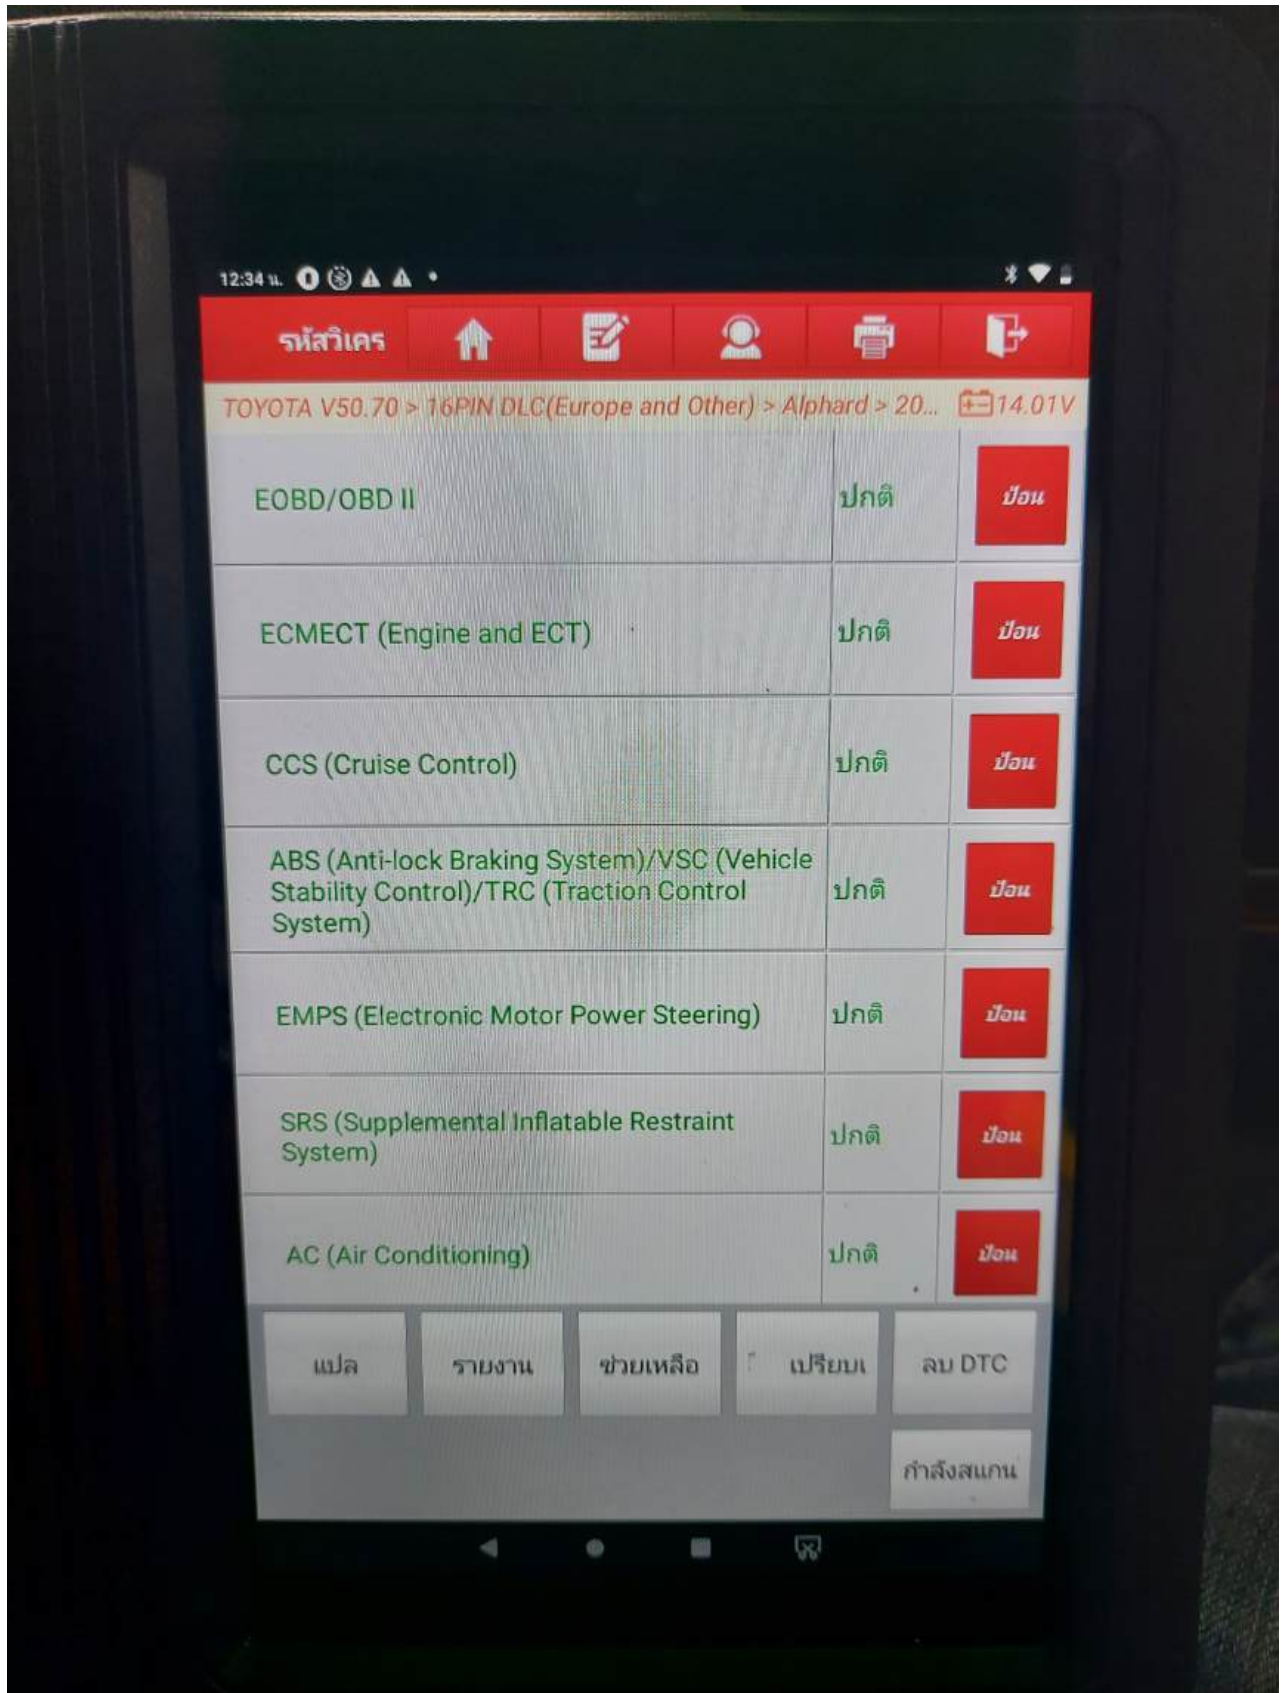 12:34 น.
รหัสวิเคร
TOYOTA V50.70 > 16PIN DLC(Europe and Other) > Alphard > 20... 14.01V
EOBD/OBD II ปกติ ป้อน
ECMECT (Engine and ECT) ปกติ ป้อน
CCS (Cruise Control) ปกติ ป้อน
ABS (Anti-lock Braking System)/VSC (Vehicle
Stability Control)/TRC (Traction Control
System) ปกติ ป้อน
EMPS (Electronic Motor Power Steering) ปกติ ป้อน
SRS (Supplemental Inflatable Restraint
System) ปกติ ป้อน
AC (Air Conditioning) ปกติ ป้อน
แปล รายงาน ช่วยเหลือ เปรียบเ ลบ DTC
กำลังสแกน